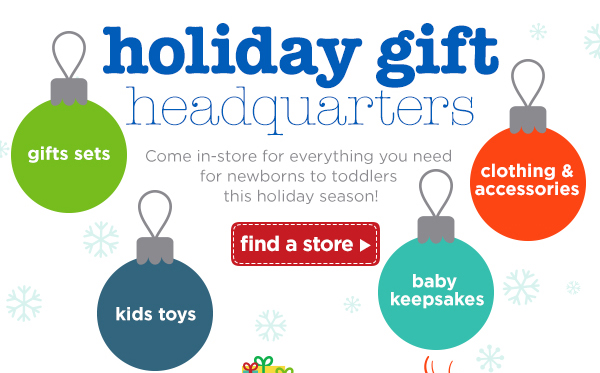 holiday gift
headquarters
gifts sets
Come in-store for everything you need
for newborns to toddlers
this holiday season!
clothing &
accessories
find a store
kids toys
baby
keepsakes